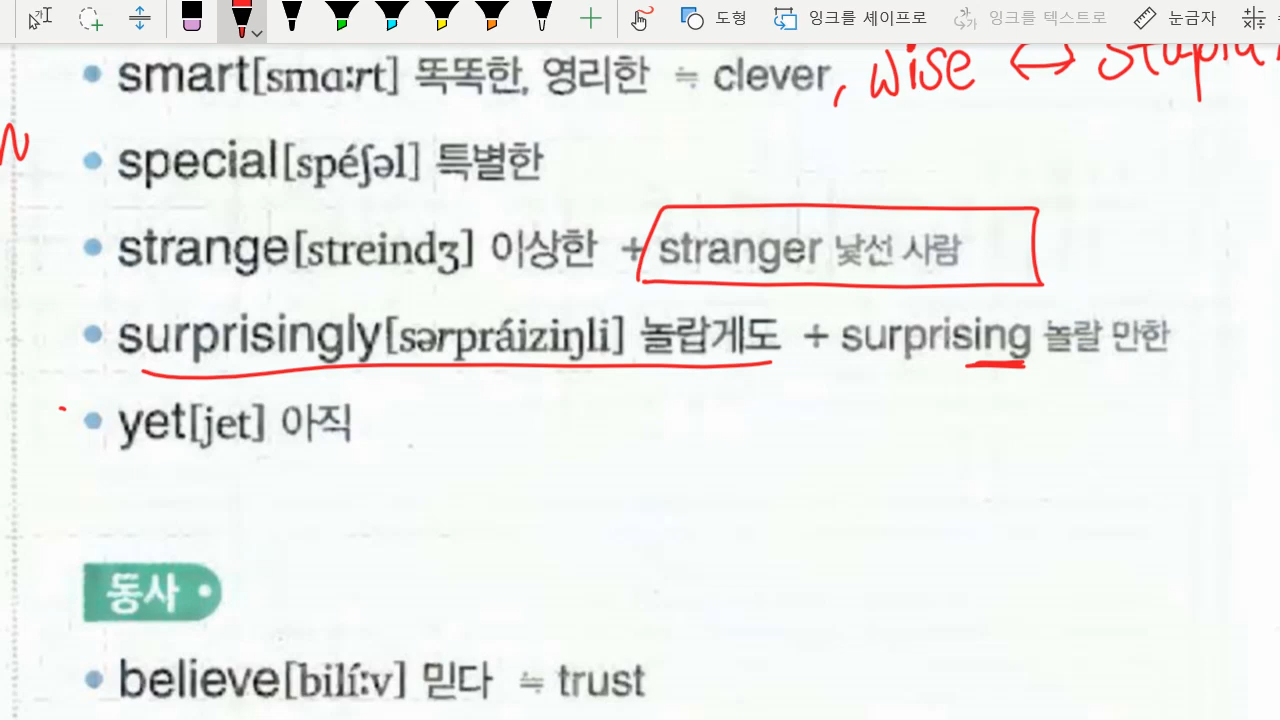 도형 잉크를 셰이프로 잉크를 텍스트로 눈금자
smart[smɑːrt] 똑똑한, 영리한 ≒ clever, wise ↔ stupid
N
special[spéʃəl] 특별한
strange[streindʒ] 이상한 + stranger 낯선 사람
surprisingly[sərpráiziŋli] 놀랍게도 + surprising 놀랄 만한
yet[jet] 아직
동사
believe[bilíːv] 믿다 ≒ trust